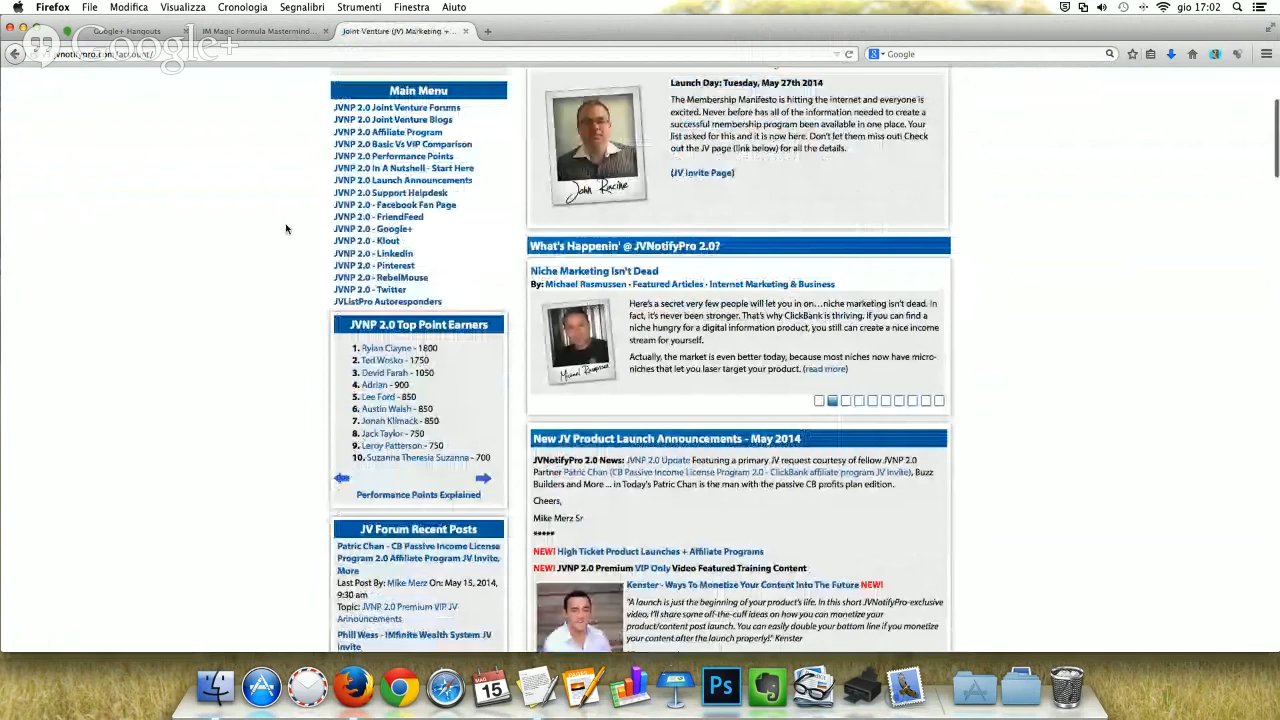 Firefox File Modifica Visualizza Cronologia Segnalibri Strumenti Finestra Aiuto gio 17:02
Google+ Hangouts
JM Magic Formula Mastermind...
Joint Venture (JV) Marketing + ...
Google+
Google
Main Menu
JVNP 2.0 Joint Venture Forums
JVNP 2.0 Joint Venture Blogs
JVNP 2.0 Affiliate Program
JVNP 2.0 Basic Vs VIP Comparison
JVNP 2.0 Performance Points
JVNP 2.0 In A Nutshell - Start Here
JVNP 2.0 Launch Announcements
JVNP 2.0 Support Helpdesk
JVNP 2.0 - Facebook Fan Page
JVNP 2.0 - FriendFeed
JVNP 2.0 - Google+
JVNP 2.0 - Klout
JVNP 2.0 - LinkedIn
JVNP 2.0 - Pinterest
JVNP 2.0 - RebelMouse
JVNP 2.0 - Twitter
JVListPro Autoresponders
JVNP 2.0 Top Point Earners
1. Rylan Clayne - 1800
2. Ted Wosko - 1750
3. Devid Farah - 1050
4. Adrian - 900
5. Lee Ford - 850
6. Austin Walsh - 850
7. Jonah Klimack - 850
8. Jack Taylor - 750
9. Leroy Patterson - 750
10. Suzanna Theresia Suzanna - 700
Performance Points Explained
JV Forum Recent Posts
Patric Chan - CB Passive Income License
Program 2.0 Affiliate Program JV Invite,
More
Last Post By: Mike Merz On: May 15, 2014,
9:30 am
Topic: JVNP 2.0 Premium VIP JV
Announcements
Phill Wess - IMfinite Wealth System JV
Invite
Launch Day: Tuesday, May 27th 2014
The Membership Manifesto is hitting the internet and everyone is
excited. Never before has all of the information needed to create a
successful membership program been available in one place. Your
list asked for this and it is now here. Don't let them miss out! Check
out the JV page (link below) for all the details.
(JV Invite Page)
John Racine
What's Happenin' @ JVNotifyPro 2.0?
Niche Marketing Isn't Dead
By: Michael Rasmussen - Featured Articles - Internet Marketing & Business
Here's a secret very few people will let you in on…niche marketing isn't dead. In
fact, it's never been stronger. That's why ClickBank is thriving. If you can find a
niche hungry for a digital information product, you still can create a nice income
stream for yourself.
Actually, the market is even better today, because most niches now have micro-
niches that let you laser target your product. (read more)
Michael Rasmussen
New JV Product Launch Announcements - May 2014
JVNotifyPro 2.0 News: JVNP 2.0 Update Featuring a primary JV request courtesy of fellow JVNP 2.0
Partner Patric Chan (CB Passive Income License Program 2.0 - ClickBank affiliate program JV invite), Buzz
Builders and More ... in Today's Patric Chan is the man with the passive CB profits plan edition.
Cheers,
Mike Merz Sr
*****
NEW! High Ticket Product Launches + Affiliate Programs
NEW! JVNP 2.0 Premium VIP Only Video Featured Training Content
Kenster - Ways To Monetize Your Content Into The Future NEW!
"A launch is just the beginning of your product's life. In this short JVNotifyPro-exclusive
video, I'll share some off-the-cuff ideas on how you can monetize your
product/content post launch. You can easily double your bottom line if you monetize
your content after the launch properly!" Kenster
MAG
15
Ps